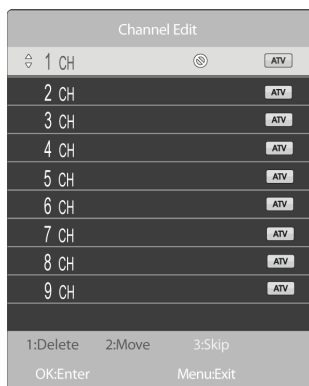 Channel Edit
1 CH ATV
2 CH ATV
3 CH ATV
4 CH ATV
5 CH ATV
6 CH ATV
7 CH ATV
8 CH ATV
9 CH ATV
1:Delete 2:Move 3:Skip
OK:Enter Menu:Exit